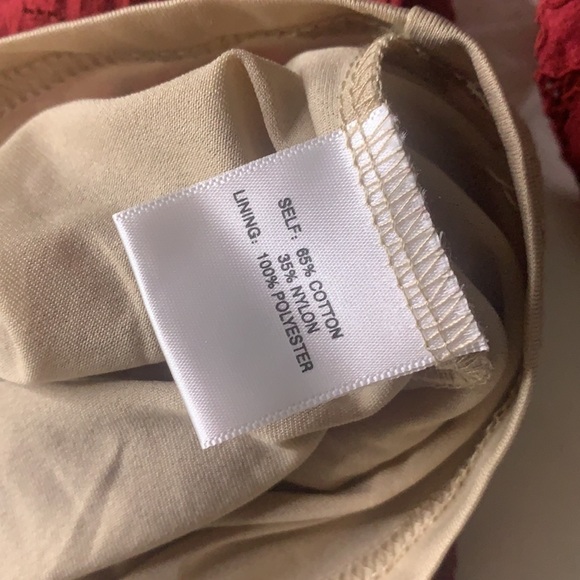 SELF: 65% COTTON
35% NYLON
LINING: 100% POLYESTER